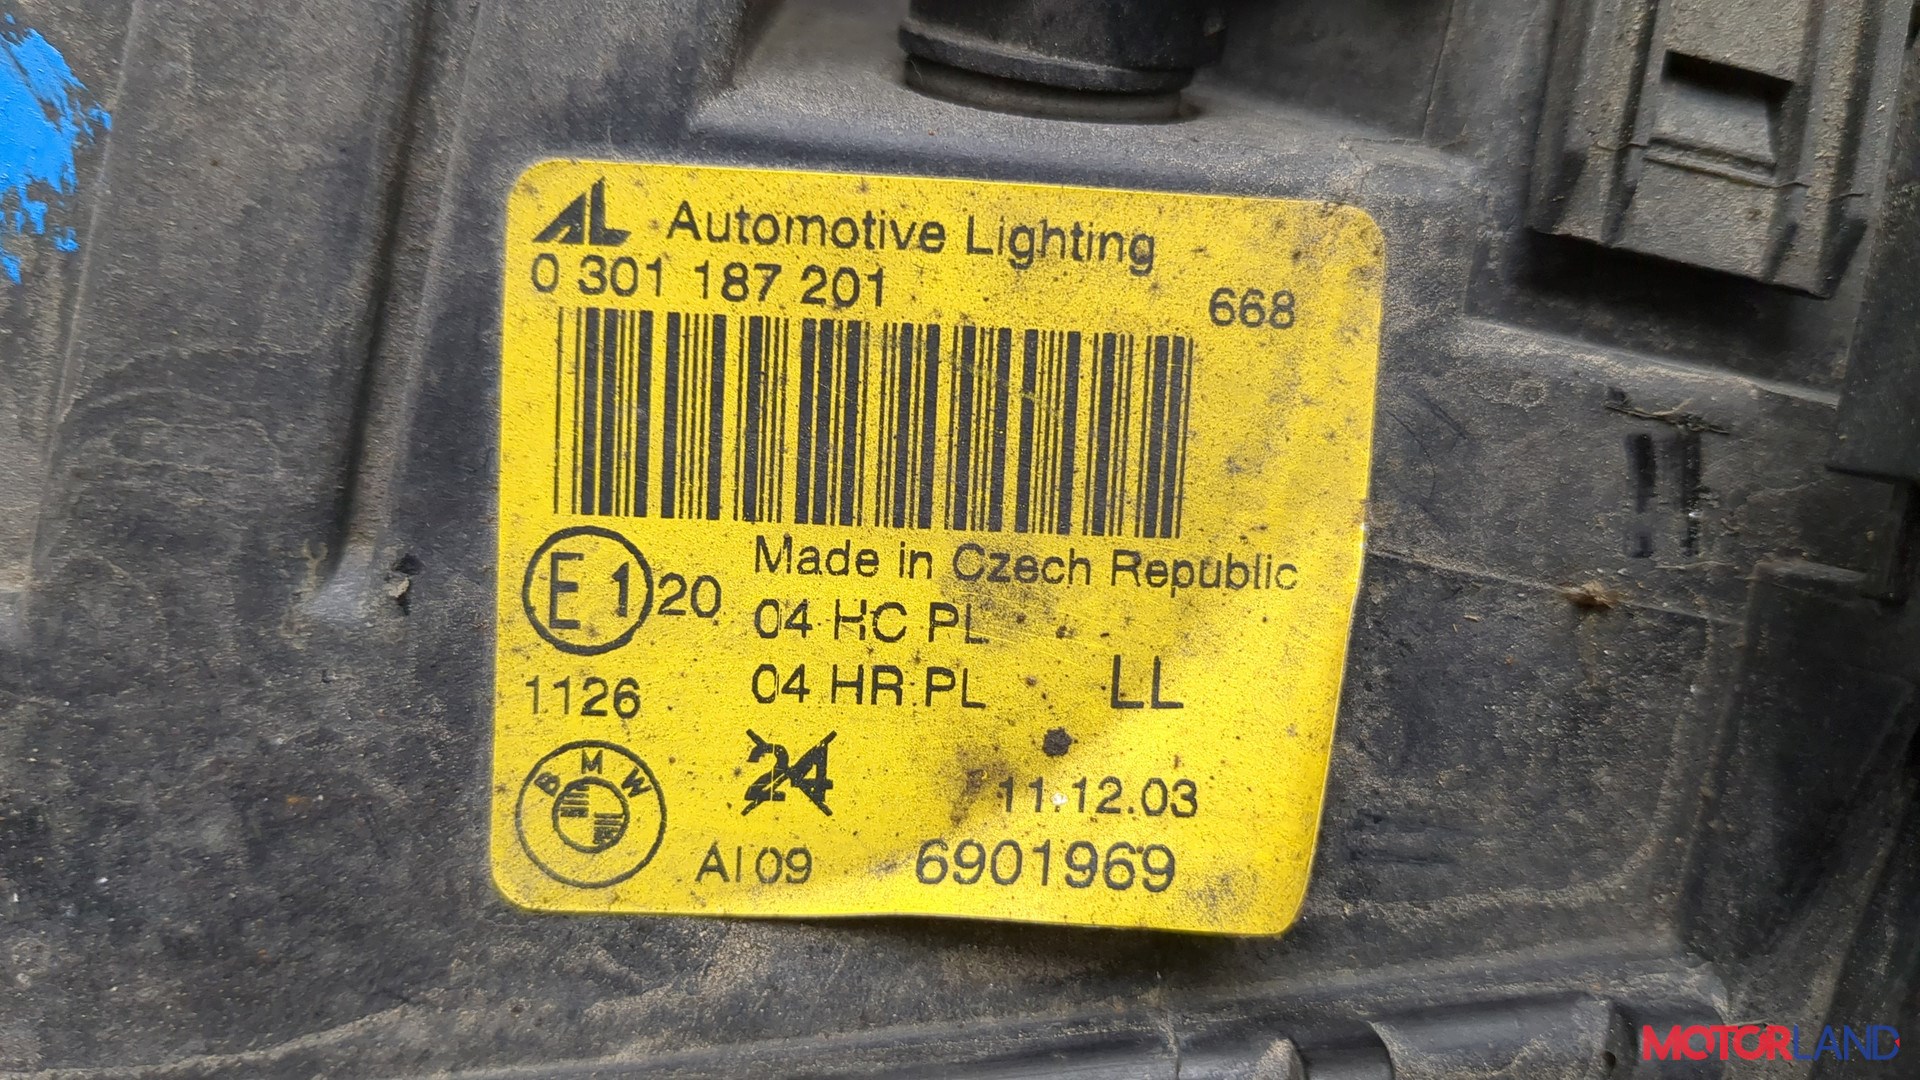 AL Automotive Lighting
0 301 187 201
668
Made in Czech Republic
E 1 20
04 HC PL
04 HR PL
LL
1126
BMW
24
11.12.03
AI 09
6901969
MOTORLAND